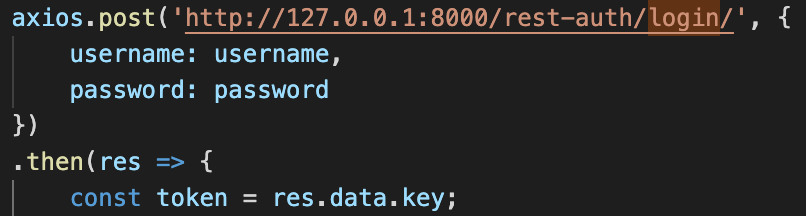 axios.post('http://127.0.0.1:8000/rest-auth/login/', {
    username: username,
    password: password
})
.then(res => {
    const token = res.data.key;